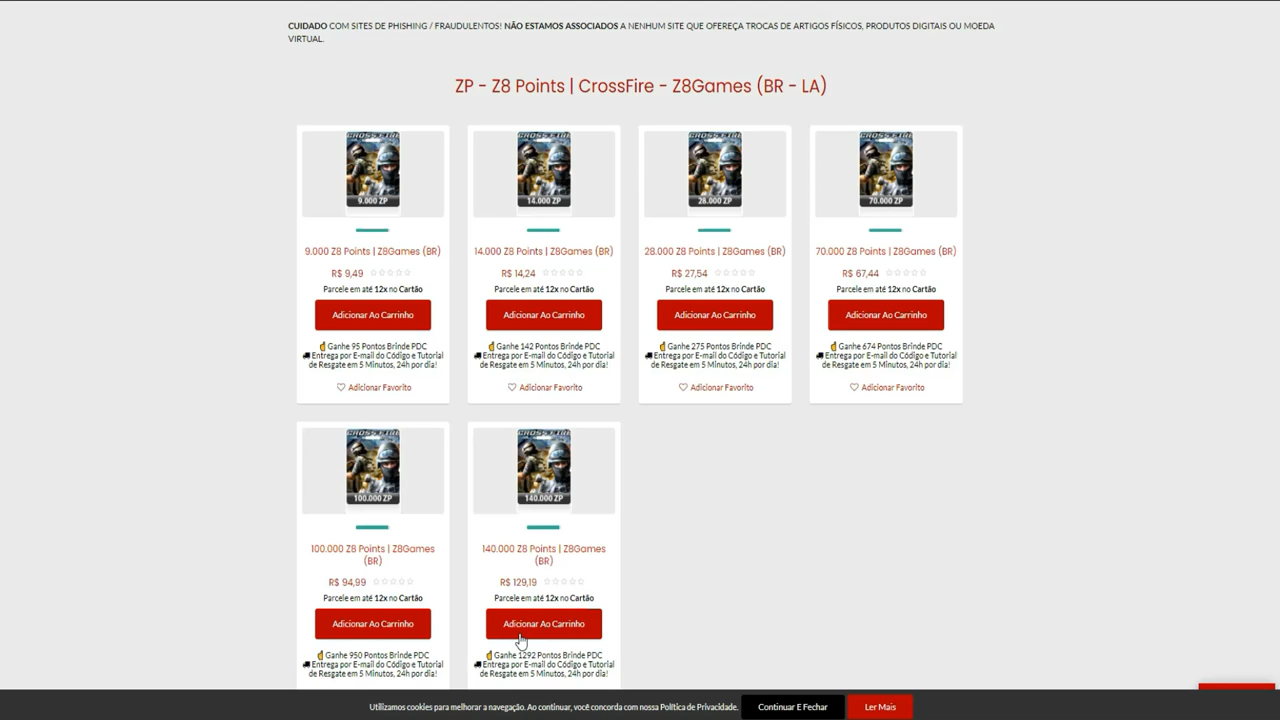 CUIDADO COM SITES DE PHISHING / FRAUDULENTOS! NÃO ESTAMOS ASSOCIADOS A NENHUM SITE QUE OFEREÇA TROCAS DE ARTIGOS FÍSICOS, PRODUTOS DIGITAIS OU MOEDA
VIRTUAL.
ZP - Z8 Points | CrossFire - Z8Games (BR - LA)
CROSSFIRE
9.000 ZP
9.000 Z8 Points | Z8Games (BR)
R$ 9,49
Parcele em até 12x no Cartão
Adicionar Ao Carrinho
Ganhe 95 Pontos Brinde PDC
Entrega por E-mail do Código e Tutorial
de Resgate em 5 Minutos, 24h por dia!
Adicionar Favorito
CROSSFIRE
14.000 ZP
14.000 Z8 Points | Z8Games (BR)
R$ 14,24
Parcele em até 12x no Cartão
Adicionar Ao Carrinho
Ganhe 142 Pontos Brinde PDC
Entrega por E-mail do Código e Tutorial
de Resgate em 5 Minutos, 24h por dia!
Adicionar Favorito
CROSSFIRE
28.000 ZP
28.000 Z8 Points | Z8Games (BR)
R$ 27,54
Parcele em até 12x no Cartão
Adicionar Ao Carrinho
Ganhe 275 Pontos Brinde PDC
Entrega por E-mail do Código e Tutorial
de Resgate em 5 Minutos, 24h por dia!
Adicionar Favorito
CROSSFIRE
70.000 ZP
70.000 Z8 Points | Z8Games (BR)
R$ 67,44
Parcele em até 12x no Cartão
Adicionar Ao Carrinho
Ganhe 674 Pontos Brinde PDC
Entrega por E-mail do Código e Tutorial
de Resgate em 5 Minutos, 24h por dia!
Adicionar Favorito
CROSSFIRE
100.000 ZP
100.000 Z8 Points | Z8Games
(BR)
R$ 94,99
Parcele em até 12x no Cartão
Adicionar Ao Carrinho
Ganhe 950 Pontos Brinde PDC
Entrega por E-mail do Código e Tutorial
de Resgate em 5 Minutos, 24h por dia!
CROSSFIRE
140.000 ZP
140.000 Z8 Points | Z8Games
(BR)
R$ 129,19
Parcele em até 12x no Cartão
Adicionar Ao Carrinho
Ganhe 1292 Pontos Brinde PDC
Entrega por E-mail do Código e Tutorial
de Resgate em 5 Minutos, 24h por dia!
Utilizamos cookies para melhorar a navegação. Ao continuar, você concorda com nossa Política de Privacidade.
Continuar E Fechar
Ler Mais